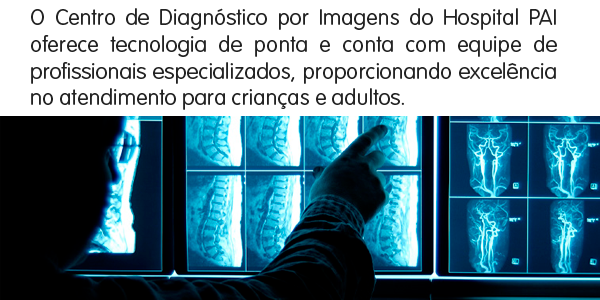 O Centro de Diagnóstico por Imagens do Hospital PAI
oferece tecnologia de ponta e conta com equipe de
profissionais especializados, proporcionando excelência
no atendimento para crianças e adultos.